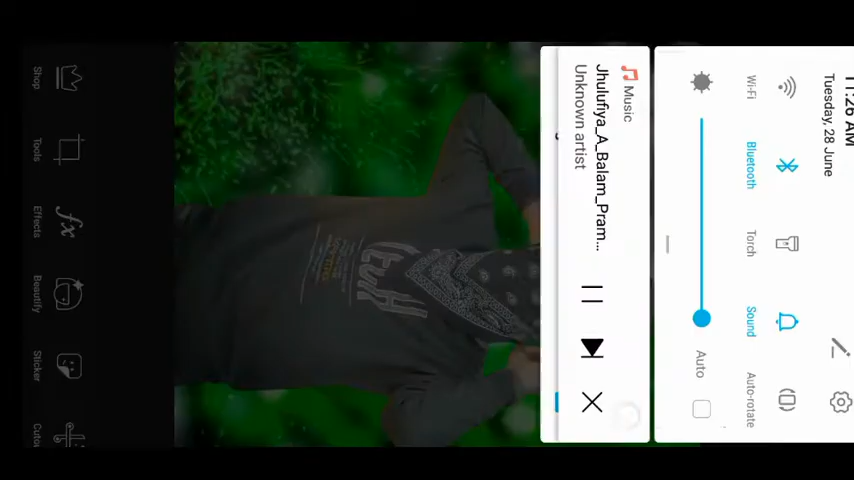 11:26 AM
Tuesday, 28 June
Wi-Fi
Bluetooth
Torch
Sound
Auto-rotate
Auto
Music
Jhulufiya_A_Balam_Pram...
Unknown artist
Shop
Tools
Effects
Beautify
Sticker
Cuto